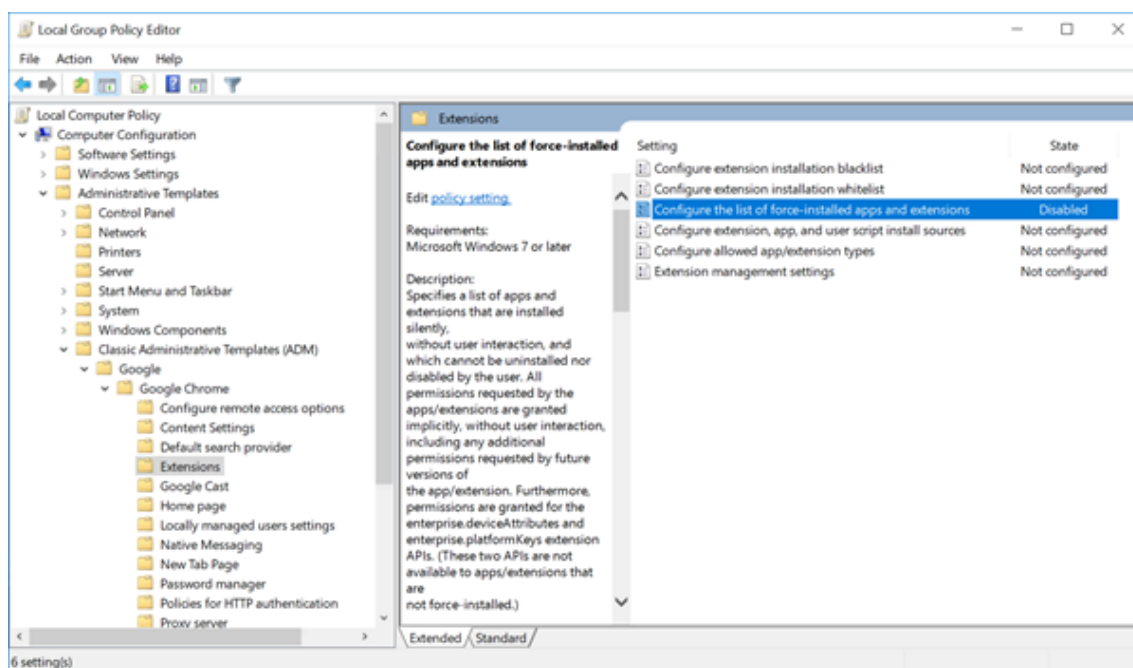 Local Group Policy Editor
File Action View Help
Local Computer Policy
Computer Configuration
Software Settings
Windows Settings
Administrative Templates
Control Panel
Network
Printers
Server
Start Menu and Taskbar
System
Windows Components
Classic Administrative Templates (ADM)
Google
Google Chrome
Configure remote access options
Content Settings
Default search provider
Extensions
Google Cast
Home page
Locally managed users settings
Native Messaging
New Tab Page
Password manager
Policies for HTTP authentication
Proxy server
Extensions
Configure the list of force-installed
apps and extensions
Edit policy setting.
Requirements:
Microsoft Windows 7 or later
Description:
Specifies a list of apps and
extensions that are installed
silently,
without user interaction, and
which cannot be uninstalled nor
disabled by the user. All
permissions requested by the
apps/extensions are granted
implicitly, without user interaction,
including any additional
permissions requested by future
versions of
the app/extension. Furthermore,
permissions are granted for the
enterprise.deviceAttributes and
enterprise.platformKeys extension
APIs. (These two APIs are not
available to apps/extensions that
are
not force-installed.)
Setting State
Configure extension installation blacklist Not configured
Configure extension installation whitelist Not configured
Configure the list of force-installed apps and extensions Disabled
Configure extension, app, and user script install sources Not configured
Configure allowed app/extension types Not configured
Extension management settings Not configured
Extended Standard
6 setting(s)